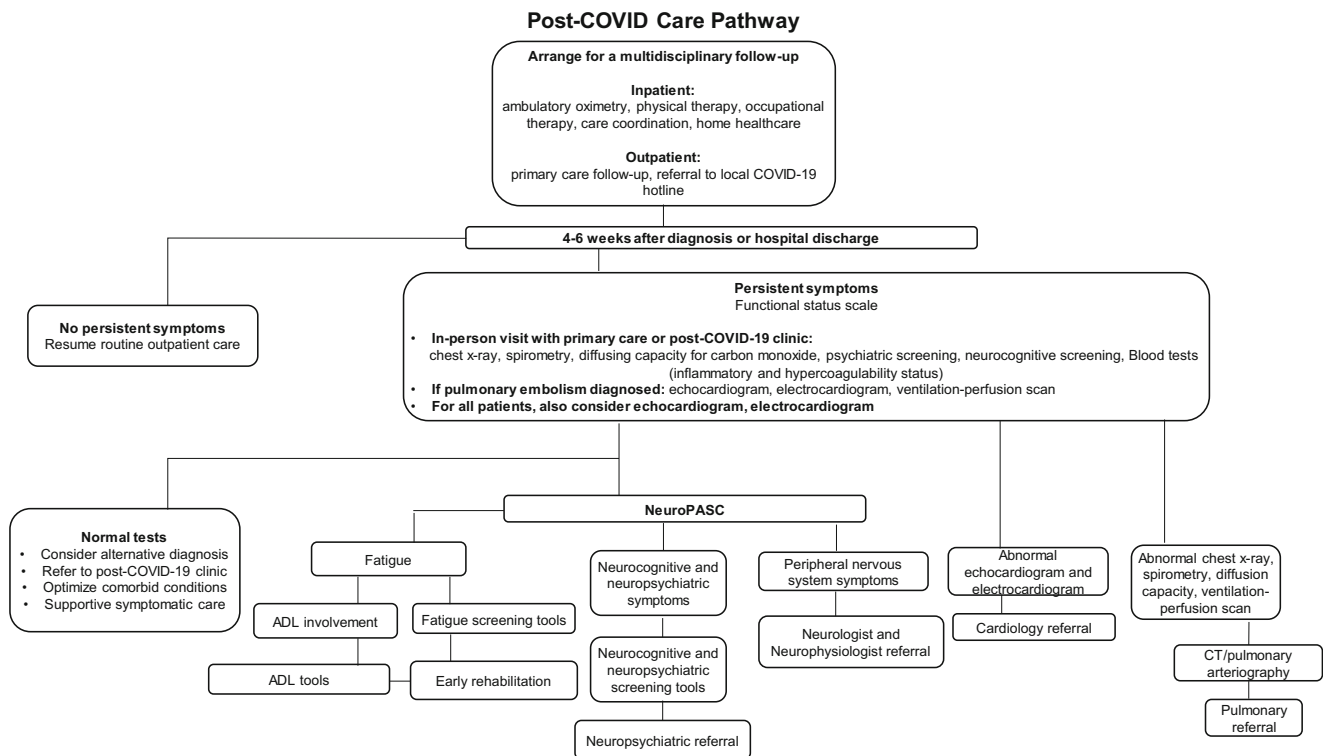 Post-COVID Care Pathway
Arrange for a multidisciplinary follow-up
Inpatient:
ambulatory oximetry, physical therapy, occupational
therapy, care coordination, home healthcare
Outpatient:
primary care follow-up, referral to local COVID-19
hotline
4-6 weeks after diagnosis or hospital discharge
No persistent symptoms
Resume routine outpatient care
Persistent symptoms
Functional status scale
• In-person visit with primary care or post-COVID-19 clinic:
chest x-ray, spirometry, diffusing capacity for carbon monoxide, psychiatric screening, neurocognitive screening, Blood tests
(inflammatory and hypercoagulability status)
• If pulmonary embolism diagnosed: echocardiogram, electrocardiogram, ventilation-perfusion scan
• For all patients, also consider echocardiogram, electrocardiogram
Normal tests
• Consider alternative diagnosis
• Refer to post-COVID-19 clinic
• Optimize comorbid conditions
• Supportive symptomatic care
NeuroPASC
Fatigue
ADL involvement
ADL tools
Fatigue screening tools
Early rehabilitation
Neurocognitive and
neuropsychiatric
symptoms
Neurocognitive and
neuropsychiatric
screening tools
Neuropsychiatric referral
Peripheral nervous
system symptoms
Neurologist and
Neurophysiologist referral
Abnormal
echocardiogram and
electrocardiogram
Cardiology referral
Abnormal chest x-ray,
spirometry, diffusion
capacity, ventilation-
perfusion scan
CT/pulmonary
arteriography
Pulmonary
referral